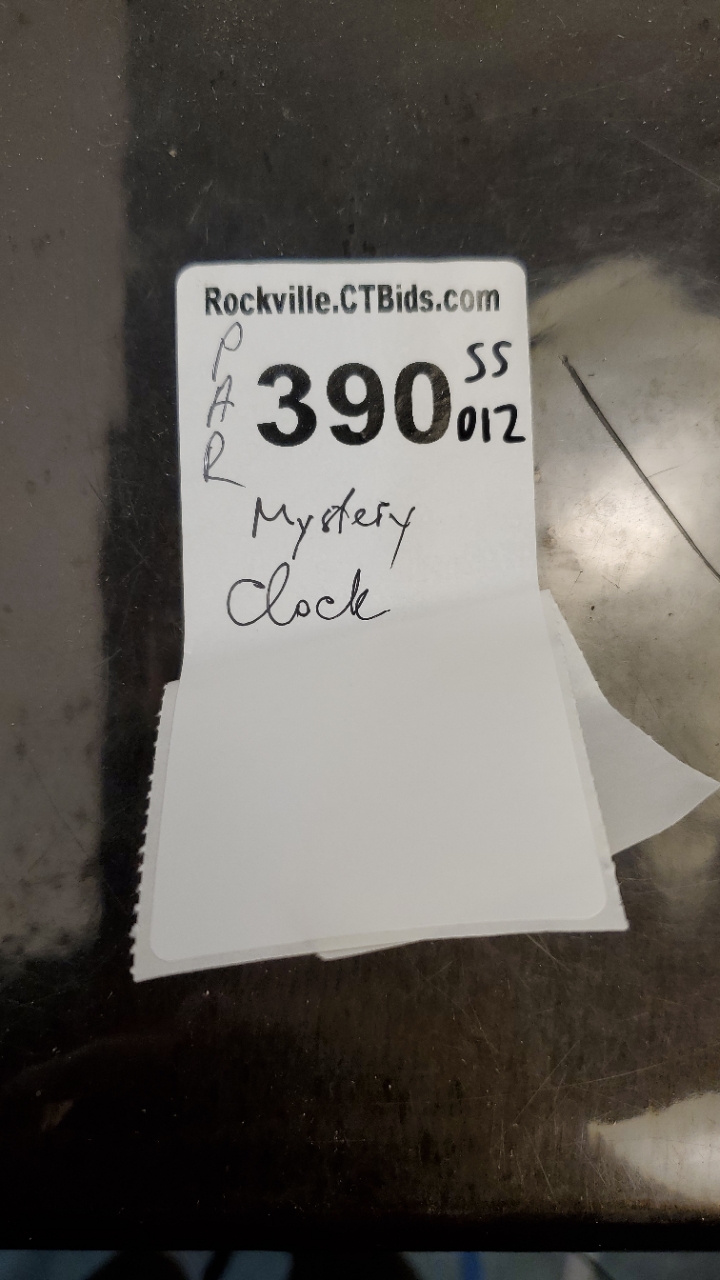 Rockville.CTBids.com
PAR
390
SS
012
Mystery
Clock